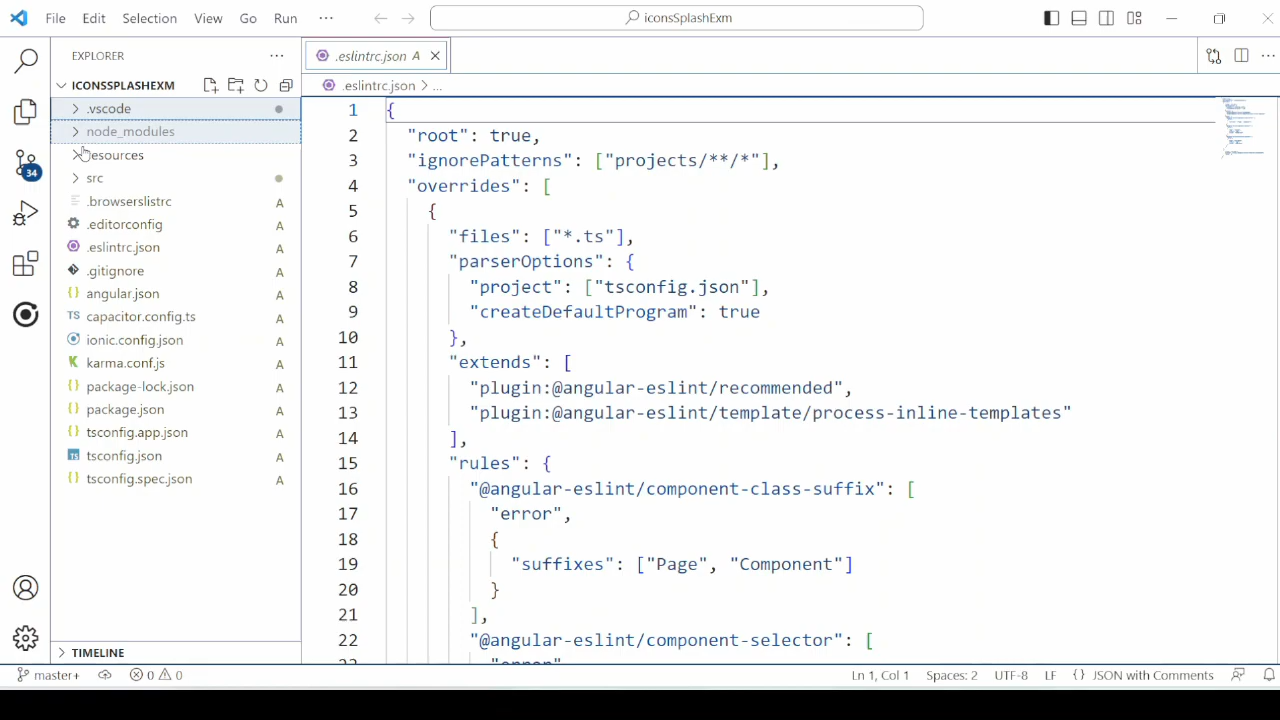 File Edit Selection View Go Run ··· iconsSplashExm
EXPLORER ···
ICONSSPLASHEXM
.vscode
node_modules
resources
src
.browserslistrc A
.editorconfig A
.eslintrc.json A
.gitignore A
angular.json A
TS capacitor.config.ts A
ionic.config.json A
karma.conf.js A
package-lock.json A
package.json A
tsconfig.app.json A
tsconfig.json A
tsconfig.spec.json A
TIMELINE
34
.eslintrc.json A
.eslintrc.json > ...
1 {
2 "root": true,
3 "ignorePatterns": ["projects/**/*"],
4 "overrides": [
5 {
6 "files": ["*.ts"],
7 "parserOptions": {
8 "project": ["tsconfig.json"],
9 "createDefaultProgram": true
10 },
11 "extends": [
12 "plugin:@angular-eslint/recommended",
13 "plugin:@angular-eslint/template/process-inline-templates"
14 ],
15 "rules": {
16 "@angular-eslint/component-class-suffix": [
17 "error",
18 {
19 "suffixes": ["Page", "Component"]
20 }
21 ],
22 "@angular-eslint/component-selector": [
23 "error",
master+ 0 0 Ln 1, Col 1 Spaces: 2 UTF-8 LF {} JSON with Comments